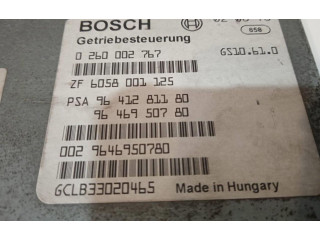 BOSCH
Getriebesteuerung
0 260 002 767 GS10.61.0
ZF 6058 001 125
PSA 96 412 811 80
96 469 507 80
002 9646950780
GCLB33020465 Made in Hungary